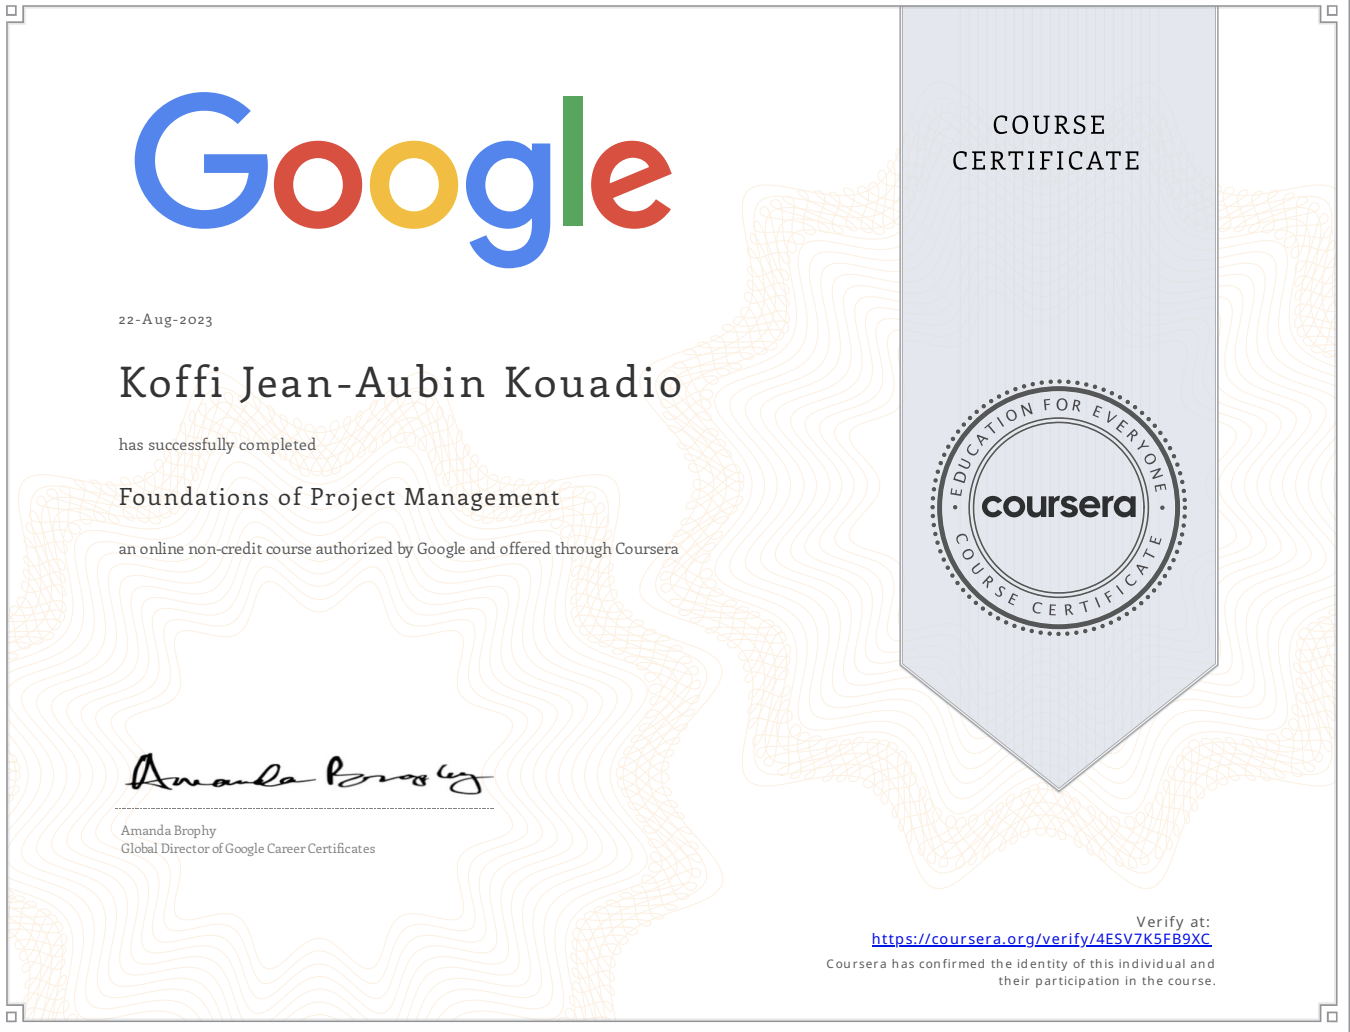 Google
COURSE
CERTIFICATE
22-Aug-2023
Koffi Jean-Aubin Kouadio
has successfully completed
Foundations of Project Management
an online non-credit course authorized by Google and offered through Coursera
EDUCATION FOR EVERYONE
coursera
COURSE CERTIFICATE
Amanda Brophy
Amanda Brophy
Global Director of Google Career Certificates
Verify at:
https://coursera.org/verify/4ESV7K5FB9XC
Coursera has confirmed the identity of this individual and
their participation in the course.